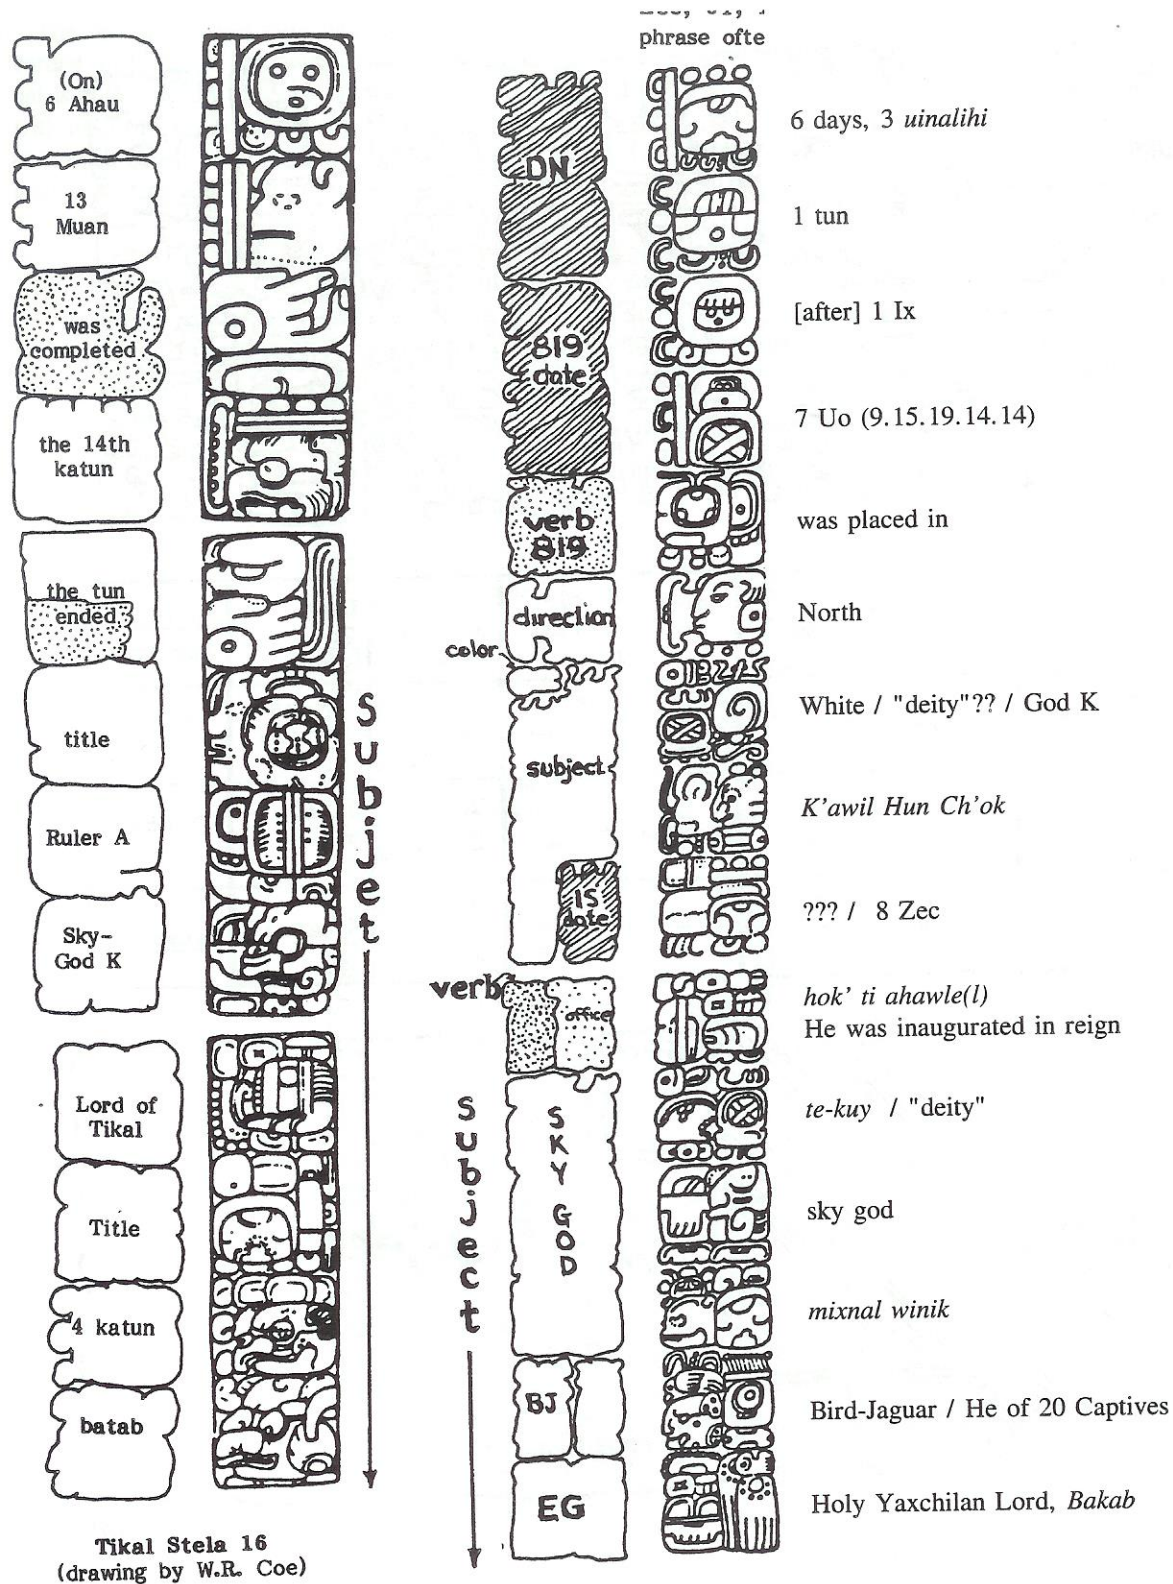 (On)
6 Ahau
13
Muan
was
completed
the 14th
katun
the tun
ended
title
Ruler A
Sky-
God K
Lord of
Tikal
Title
4 katun
batab
Subjet
Tikal Stela 16
(drawing by W.R. Coe)
phrase ofte
DN
819
date
verb
819
direction
color
subject
IS
date
verb
office
SKY GOD
BJ
EG
subject
6 days, 3 uinalihi
1 tun
[after] 1 Ix
7 Uo (9.15.19.14.14)
was placed in
North
White / "deity"?? / God K
K'awil Hun Ch'ok
??? / 8 Zec
hok' ti ahawle(l)
He was inaugurated in reign
te-kuy / "deity"
sky god
mixnal winik
Bird-Jaguar / He of 20 Captives
Holy Yaxchilan Lord, Bakab